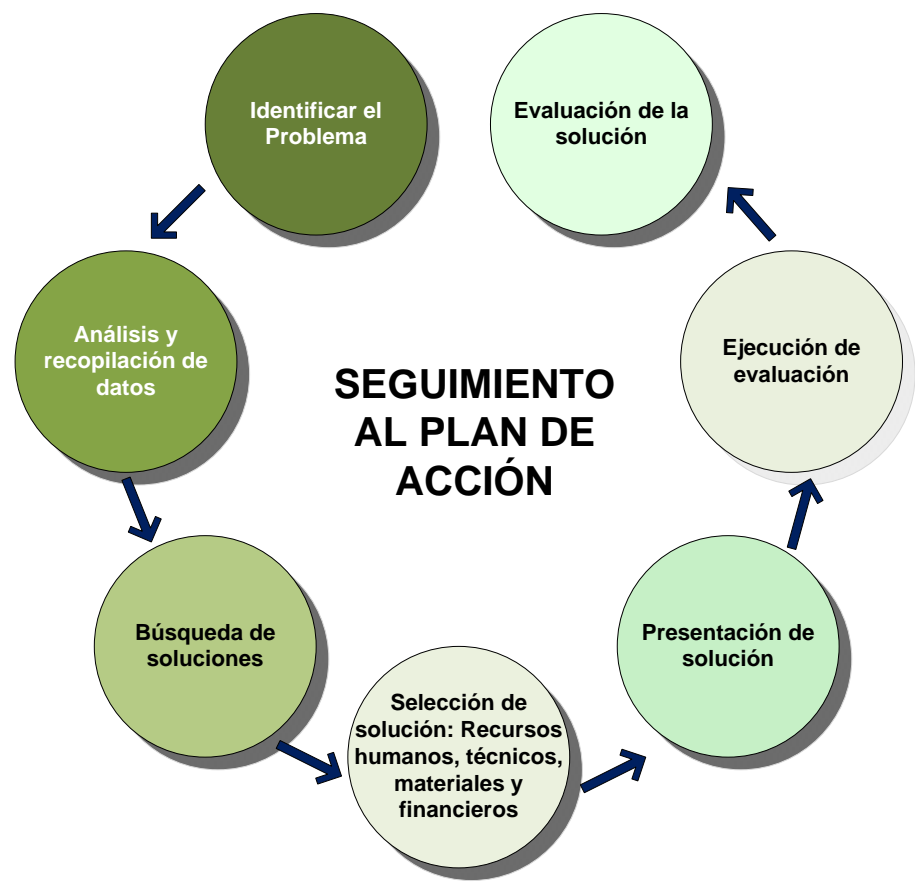 Identificar el
Problema
Análisis y
recopilación de
datos
Búsqueda de
soluciones
Selección de
solución: Recursos
humanos, técnicos,
materiales y
financieros
Presentación de
solución
Ejecución de
evaluación
Evaluación de la
solución
SEGUIMIENTO
AL PLAN DE
ACCIÓN